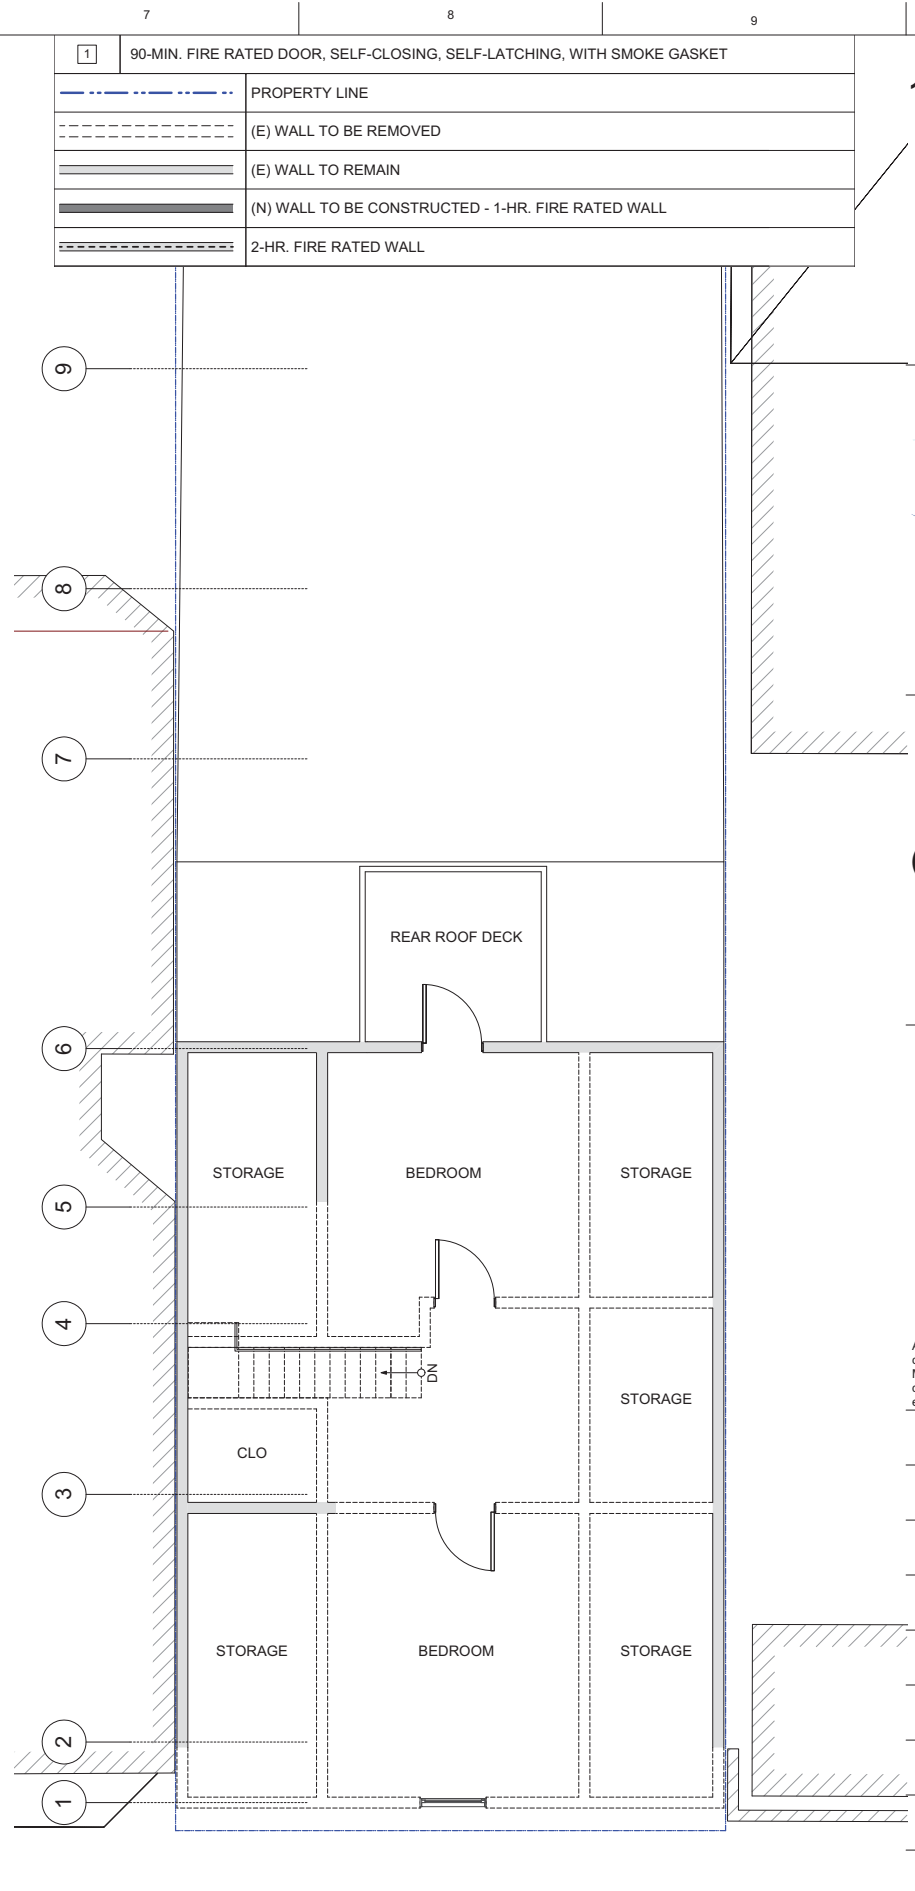 7 8 9
1 90-MIN. FIRE RATED DOOR, SELF-CLOSING, SELF-LATCHING, WITH SMOKE GASKET
PROPERTY LINE
(E) WALL TO BE REMOVED
(E) WALL TO REMAIN
(N) WALL TO BE CONSTRUCTED - 1-HR. FIRE RATED WALL
2-HR. FIRE RATED WALL
9
8
7
REAR ROOF DECK
6
STORAGE BEDROOM STORAGE
5
4
DN
STORAGE
CLO
3
STORAGE BEDROOM STORAGE
2
1